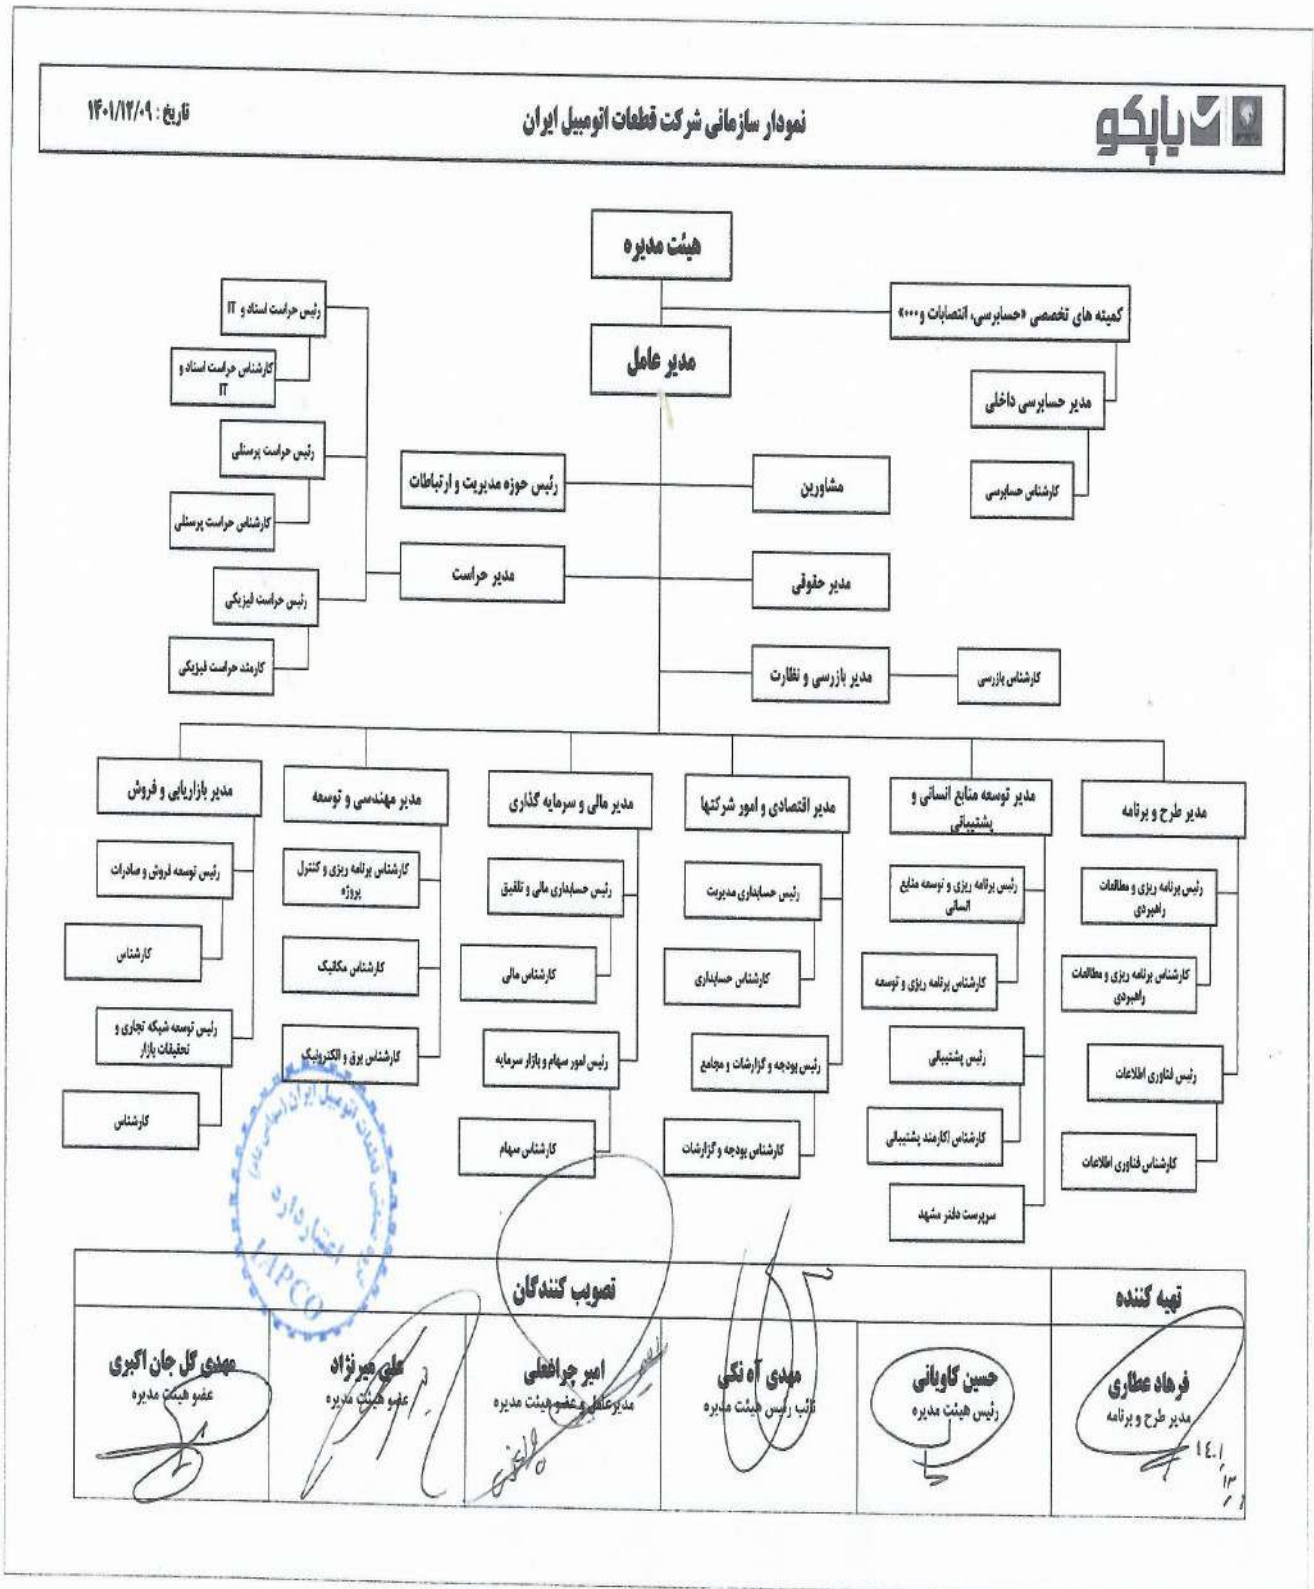 یاپکو
نمودار سازمانی شرکت قطعات اتومبیل ایران
تاریخ : ۱۴۰۱/۱۲/۰۹
هیئت مدیره
کمیته های تخصصی «حسابرسی، انتصابات و۰۰۰»
مدیر عامل
مدیر حسابرسی داخلی
کارشناس حسابرسی
رئیس حراست اسناد و IT
کارشناس حراست اسناد و
IT
رئیس حراست پرسنلی
کارشناس حراست پرسنلی
رئیس حراست فیزیکی
کارمند حراست فیزیکی
مشاورین
رئیس حوزه مدیریت و ارتباطات
مدیر حقوقی
مدیر حراست
کارشناس بازرسی
مدیر بازرسی و نظارت
مدیر طرح و برنامه
رئیس برنامه ریزی و مطالعات
راهبردی
کارشناس برنامه ریزی و مطالعات
راهبردی
رئیس فناوری اطلاعات
کارشناس فناوری اطلاعات
مدیر توسعه منابع انسانی و
پشتیبانی
رئیس برنامه ریزی و توسعه منابع
انسانی
کارشناس برنامه ریزی و توسعه
رئیس پشتیبانی
کارشناس /کارمند پشتیبانی
سرپرست دفتر مشهد
مدیر اقتصادی و امور شرکتها
رئیس حسابداری مدیریت
کارشناس حسابداری
رئیس بودجه و گزارشات و مجامع
کارشناس بودجه و گزارشات
مدیر مالی و سرمایه گذاری
رئیس حسابداری مالی و تلفیق
کارشناس مالی
رئیس امور سهام و بازار سرمایه
کارشناس سهام
مدیر مهندسی و توسعه
کارشناس برنامه ریزی و کنترل
پروژه
کارشناس مکانیک
کارشناس برق و الکترونیک
مدیر بازاریابی و فروش
رئیس توسعه فروش و صادرات
کارشناس
رئیس توسعه شبکه تجاری و
تحقیقات بازار
کارشناس
اعتبار دارد
IAPCO
تهیه کننده
تصویب کنندگان
فرهاد عطاری
مدیر طرح و برنامه
حسین کاویانی
رئیس هیئت مدیره
مهدی آه نکی
نائب رئیس هیئت مدیره
امیر چراغعلی
مدیرعامل و عضو هیئت مدیره
علی میرنژاد
عضو هیئت مدیره
مهدی گل جان اکبری
عضو هیئت مدیره